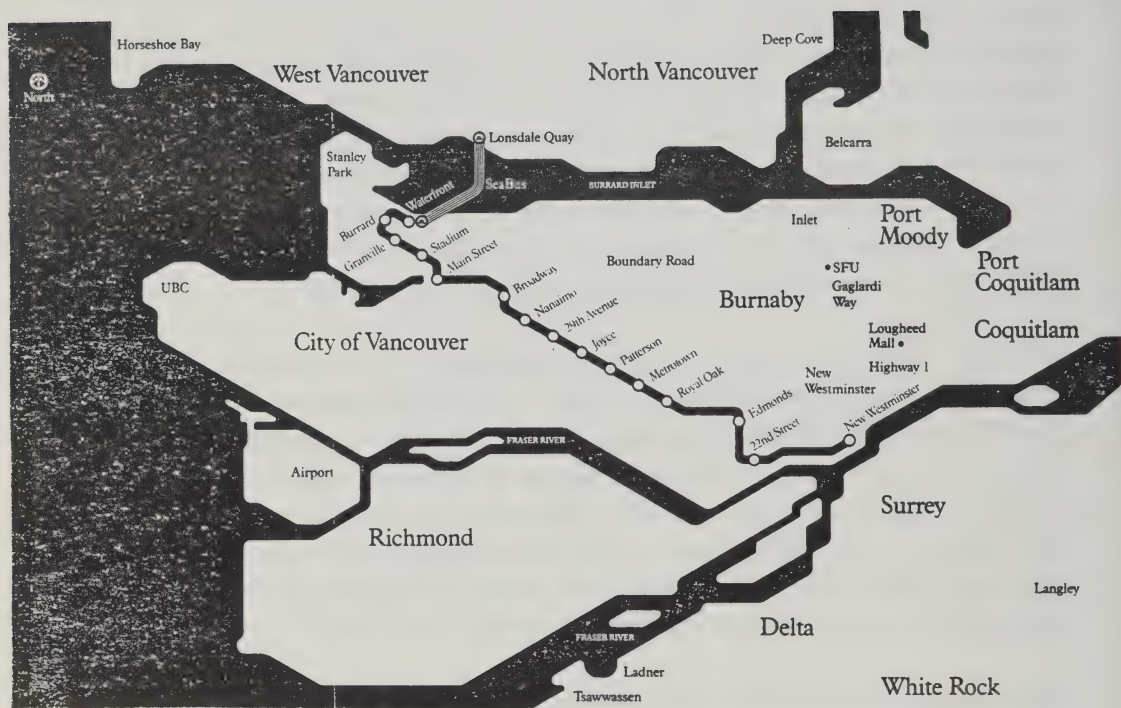 Horseshoe Bay
Deep Cove
West Vancouver
North Vancouver
North
Lonsdale Quay
Stanley
Park
Belcarra
SeaBus
BURRARD INLET
Waterfront
Burrard
Granville
Stadium
Main Street
Inlet
Port
Moody
Boundary Road
SFU
Gaglardi
Way
Port
Coquitlam
UBC
Broadway
Nanaimo
29th Avenue
Joyce
Patterson
Metrotown
Royal Oak
Burnaby
City of Vancouver
Lougheed
Mall
Coquitlam
Highway 1
New
Westminster
Edmonds
22nd Street
New Westminster
FRASER RIVER
Airport
Richmond
Surrey
Langley
Delta
FRASER RIVER
Ladner
Tsawwassen
White Rock